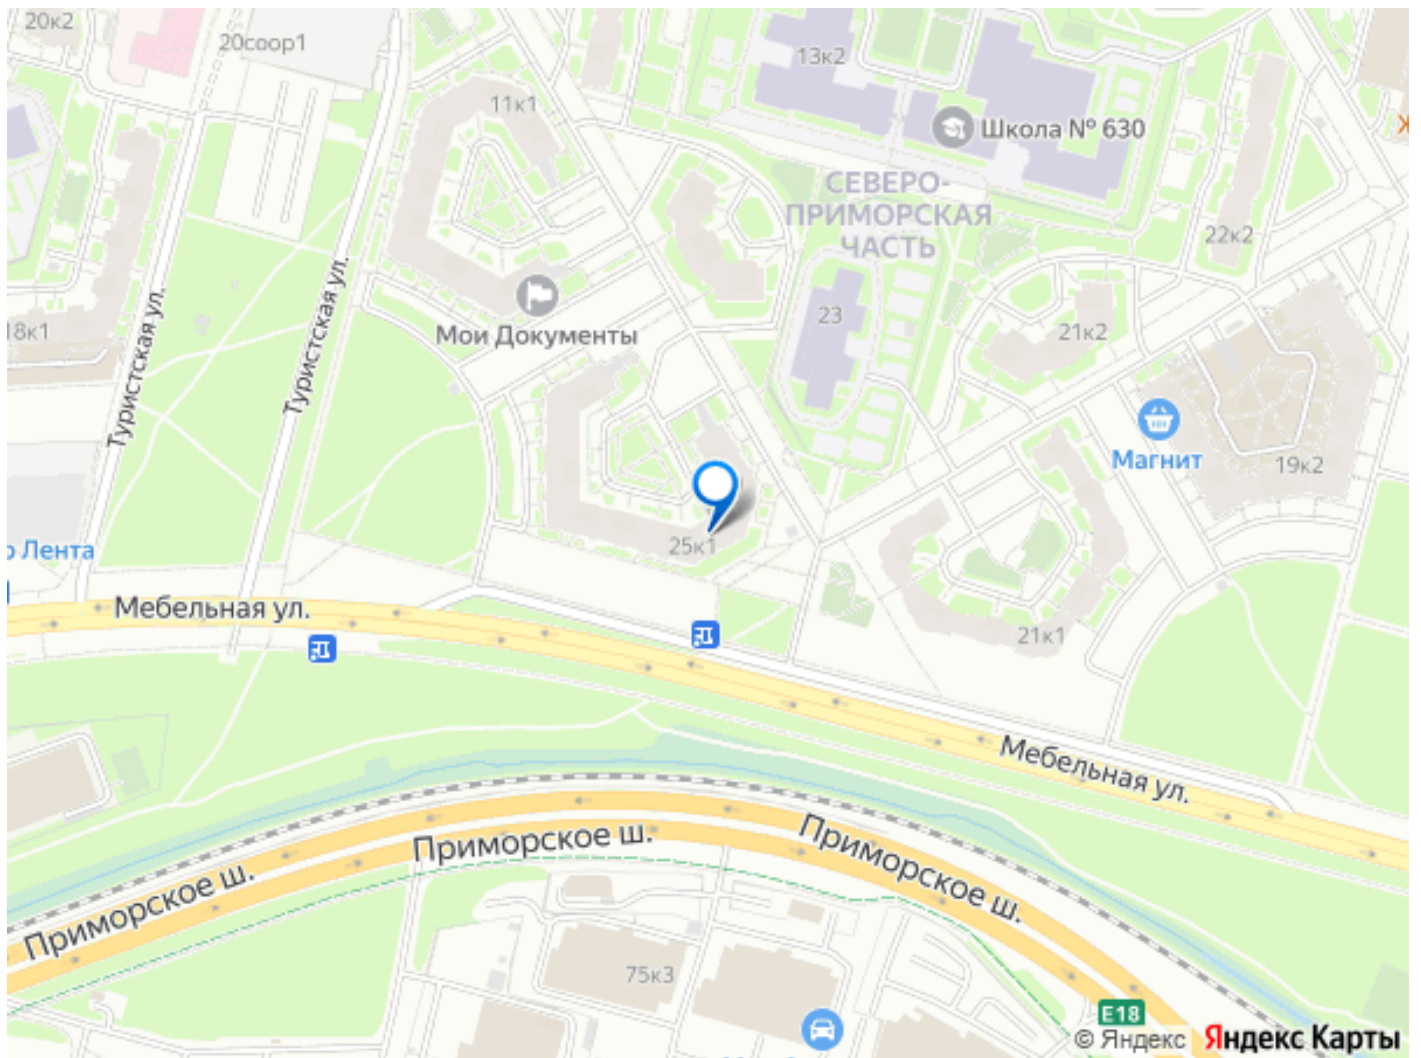 20к2
20соор1
13к2
11к1
Школа № 630
СЕВЕРО-
ПРИМОРСКАЯ
ЧАСТЬ
22к2
23
21к2
18к1
Мои Документы
Туристская ул.
Туристская ул.
Магнит
19к2
25к1
Лента
Мебельная ул.
21к1
Мебельная ул.
Приморское ш.
Приморское ш.
Приморское ш.
75к3
E18
© Яндекс Яндекс Карты